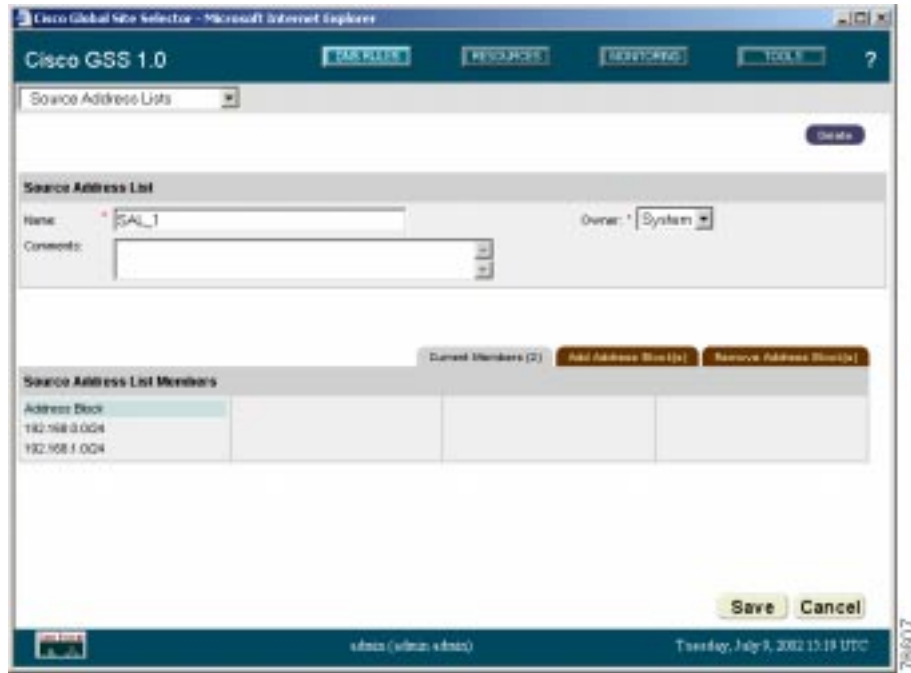 Cisco Global Site Selector - Microsoft Internet Explorer
Cisco GSS 1.0
DNS RULES
RESOURCES
MONITORING
TOOLS
?
Source Address Lists
Delete
Source Address List
Name: * SAL_1
Owner: * System
Comments:
Current Members (2)
Add Address Block(s)
Remove Address Block(s)
Source Address List Members
Address Block
192.168.0.0/24
192.168.1.0/24
Save Cancel
admin (admin admin)
Tuesday, July 9, 2002 15:19 UTC
78607